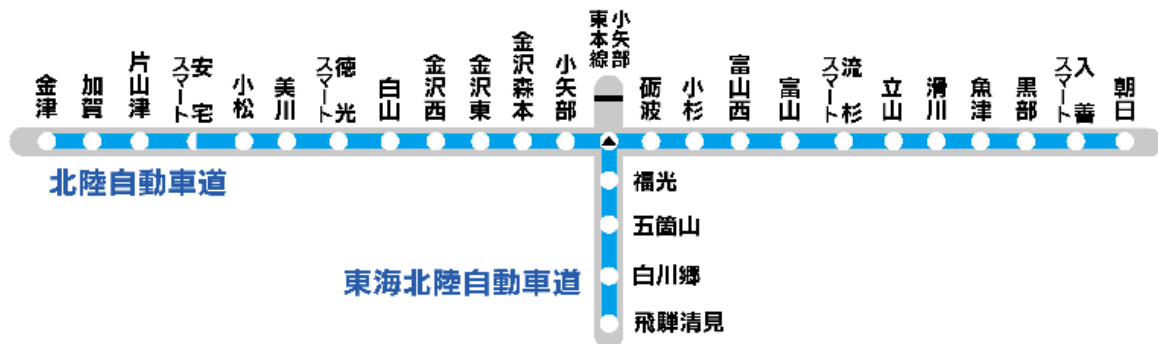 金津
加賀
片山津
安宅
スマート
小松
美川
徳光
スマート
白山
金沢西
金沢東
金沢森本
小矢部
小矢部
東本線
砺波
小杉
富山西
富山
流杉
スマート
立山
滑川
魚津
黒部
入善
スマート
朝日
北陸自動車道
福光
五箇山
白川郷
飛騨清見
東海北陸自動車道